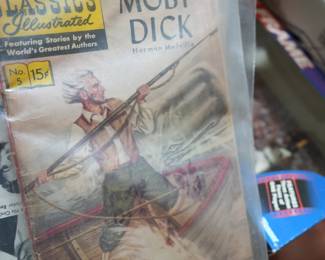 CLASSICS
Illustrated
Featuring Stories by the
World's Greatest Authors
No.
5
15¢
MOBY
DICK
Herman Melville